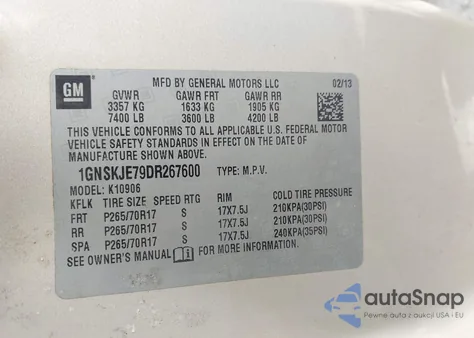 GM
MFD BY GENERAL MOTORS LLC 02/13
GVWR GAWR FRT GAWR RR
3357 KG 1633 KG 1905 KG
7400 LB 3600 LB 4200 LB
THIS VEHICLE CONFORMS TO ALL APPLICABLE U.S. FEDERAL MOTOR
VEHICLE SAFETY STANDARDS IN EFFECT ON THE DATE OF
MANUFACTURE SHOWN ABOVE.
1GNSKJE79DR267600 TYPE: M.P.V.
MODEL: K10906
KFLK TIRE SIZE SPEED RTG RIM COLD TIRE PRESSURE
FRT P265/70R17 S 17X7.5J 210KPA(30PSI)
RR P265/70R17 S 17X7.5J 210KPA(30PSI)
SPA P265/70R17 S 17X7.5J 240KPA(35PSI)
SEE OWNER'S MANUAL FOR MORE INFORMATION.
autoSnap
Pewne auta z aukcji USA • EU